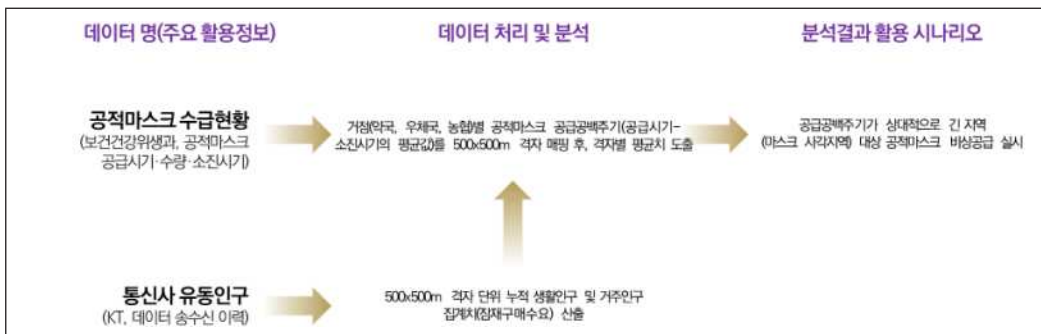 데이터 명(주요 활용정보)
데이터 처리 및 분석
분석결과 활용 시나리오
공적마스크 수급현황
(보건건강위생과, 공적마스크
공급시기·수량·소진시기)
거점(약국, 우체국, 농협)별 공적마스크 공급공백주기(공급시기-
소진시기의 평균값)를 500x500m 격자 매핑 후, 격자별 평균치 도출
공급공백주기가 상대적으로 긴 지역
(마스크 사각지역) 대상 공적마스크 비상공급 실시
통신사 유동인구
(KT, 데이터 송수신 이력)
500x500m 격자 단위 누적 생활인구 및 거주인구
집계치(잠재구매수요) 산출